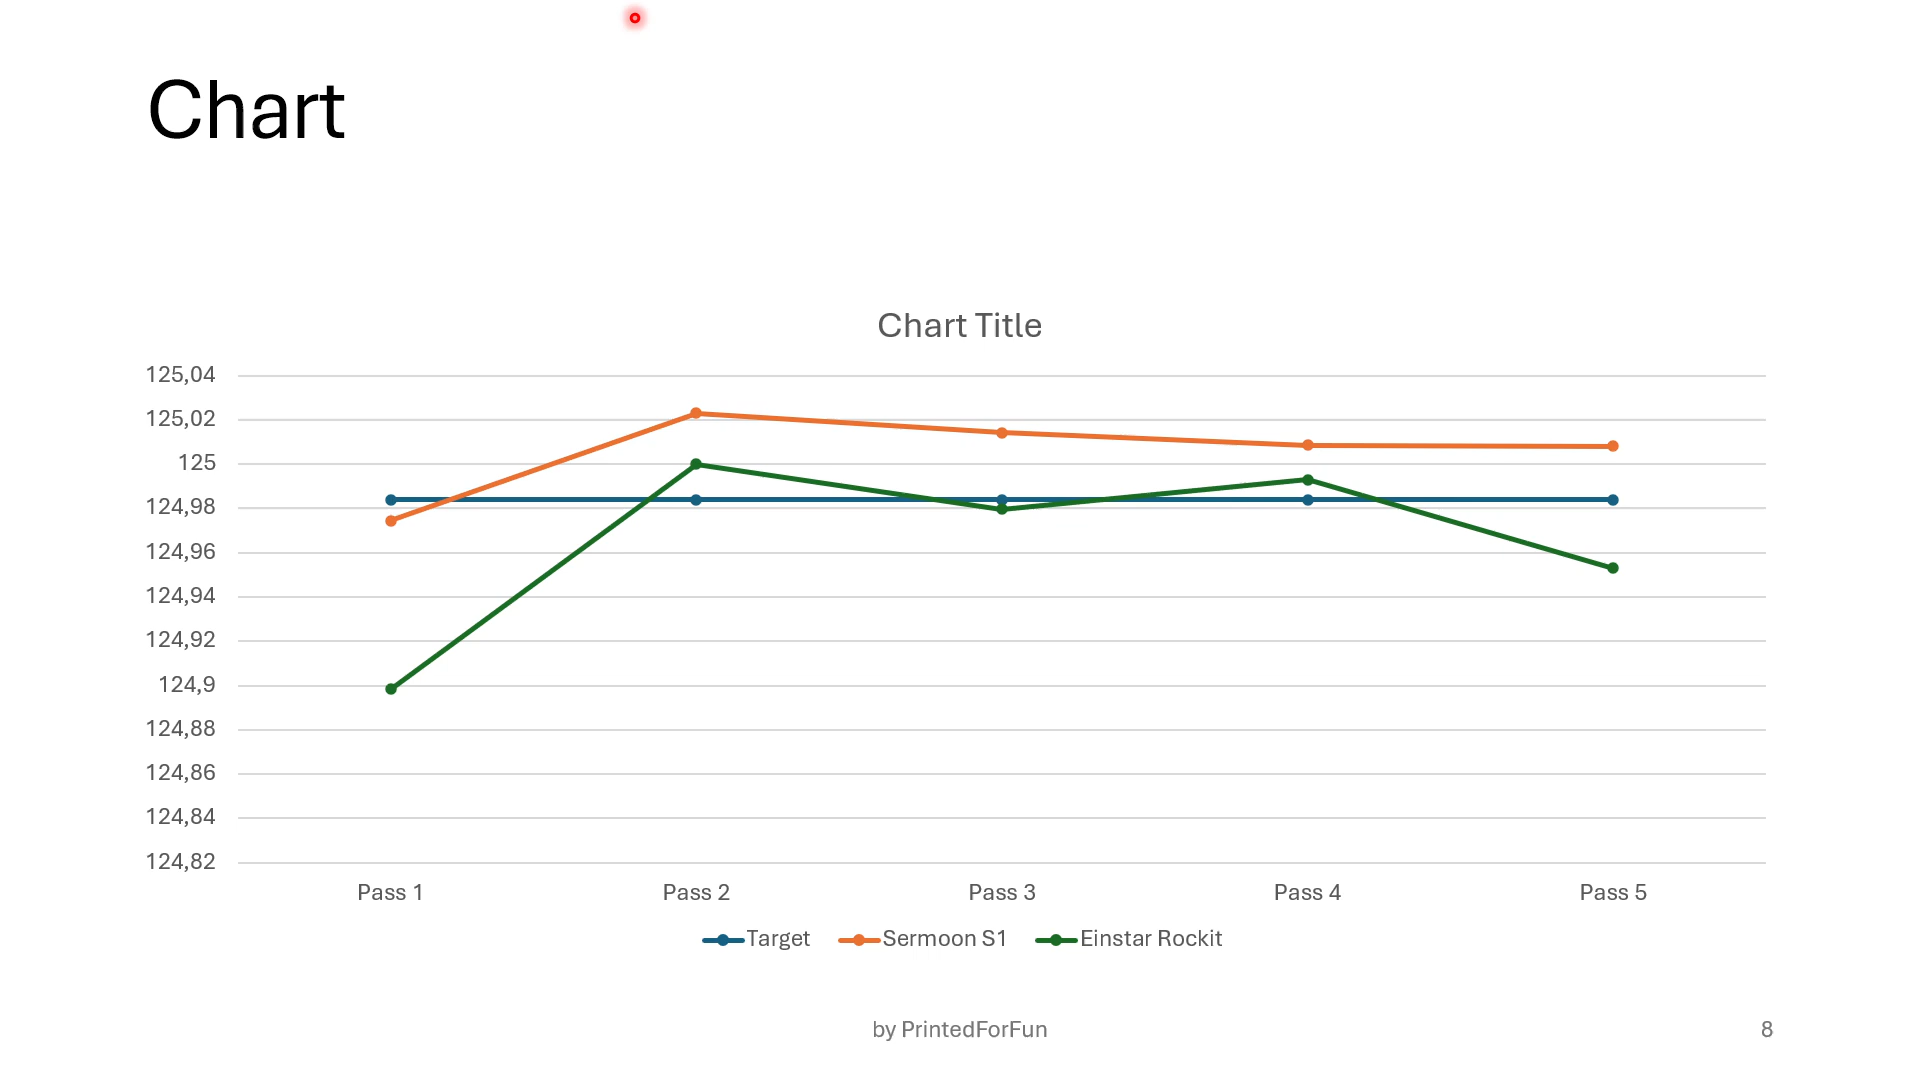 Chart
Chart Title
125,04
125,02
125
124,98
124,96
124,94
124,92
124,9
124,88
124,86
124,84
124,82
Pass 1 Pass 2 Pass 3 Pass 4 Pass 5
Target Sermoon S1 Einstar Rockit
by PrintedForFun 8